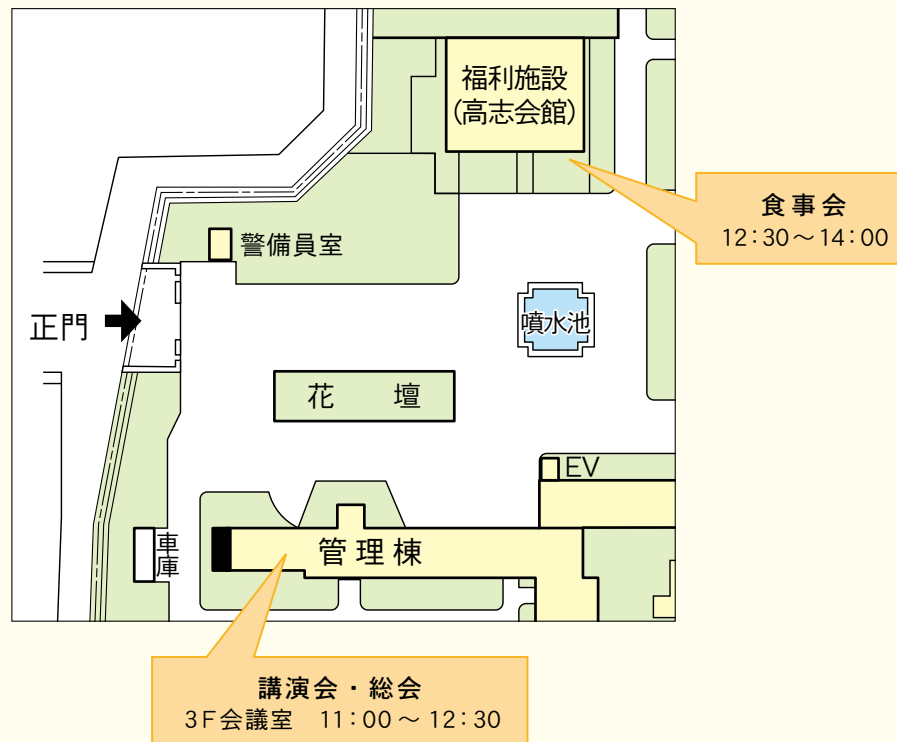 福利施設
(高志会館)
食事会
12:30～14:00
警備員室
正門
噴水池
花　壇
EV
車庫
管理棟
講演会・総会
3F会議室　11:00～12:30